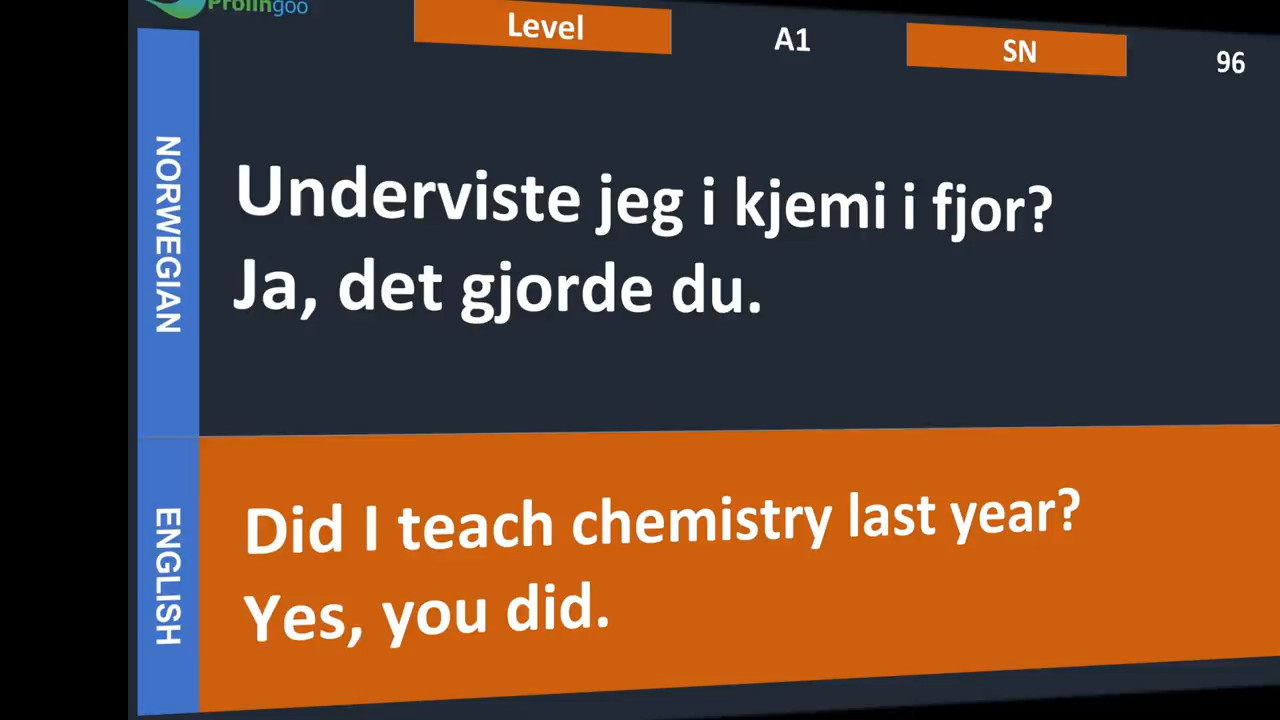 Prolingoo
Level A1 SN 96
NORWEGIAN
Underviste jeg i kjemi i fjor?
Ja, det gjorde du.
ENGLISH
Did I teach chemistry last year?
Yes, you did.